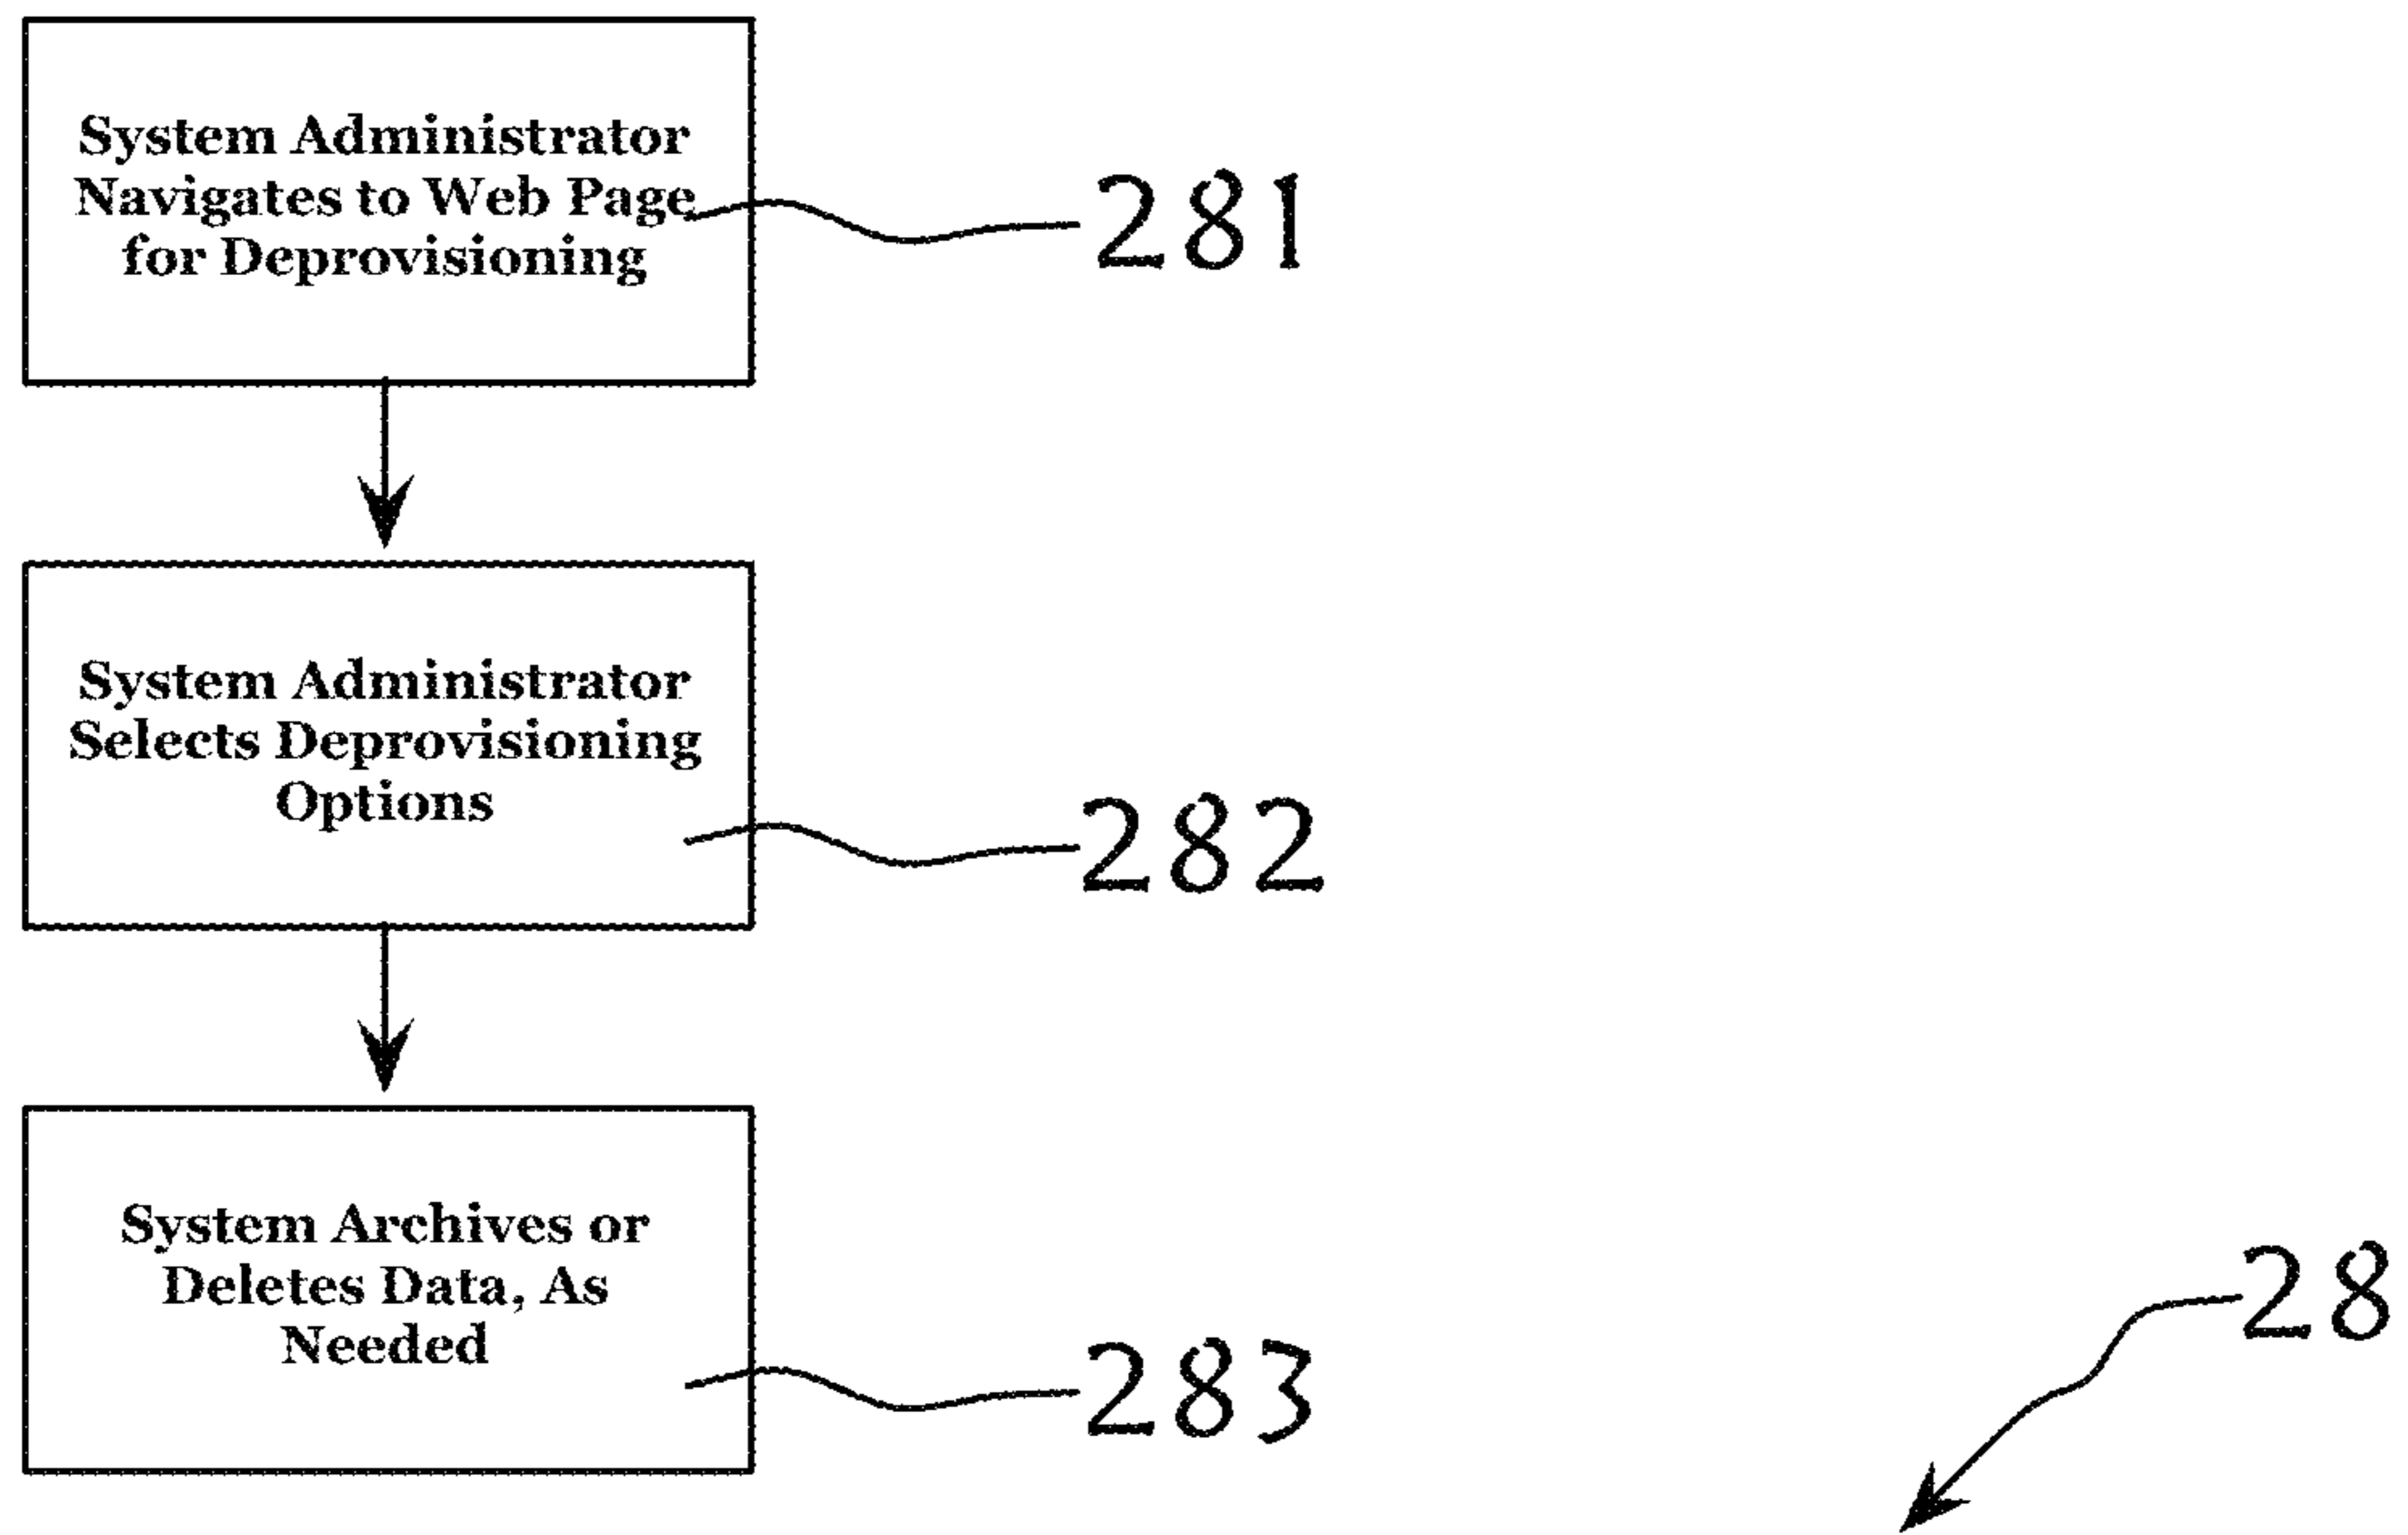 System Administrator
Navigates to Web Page
for Deprovisioning
281
System Administrator
Selects Deprovisioning
Options
282
System Archives or
Deletes Data, As
Needed
283
28